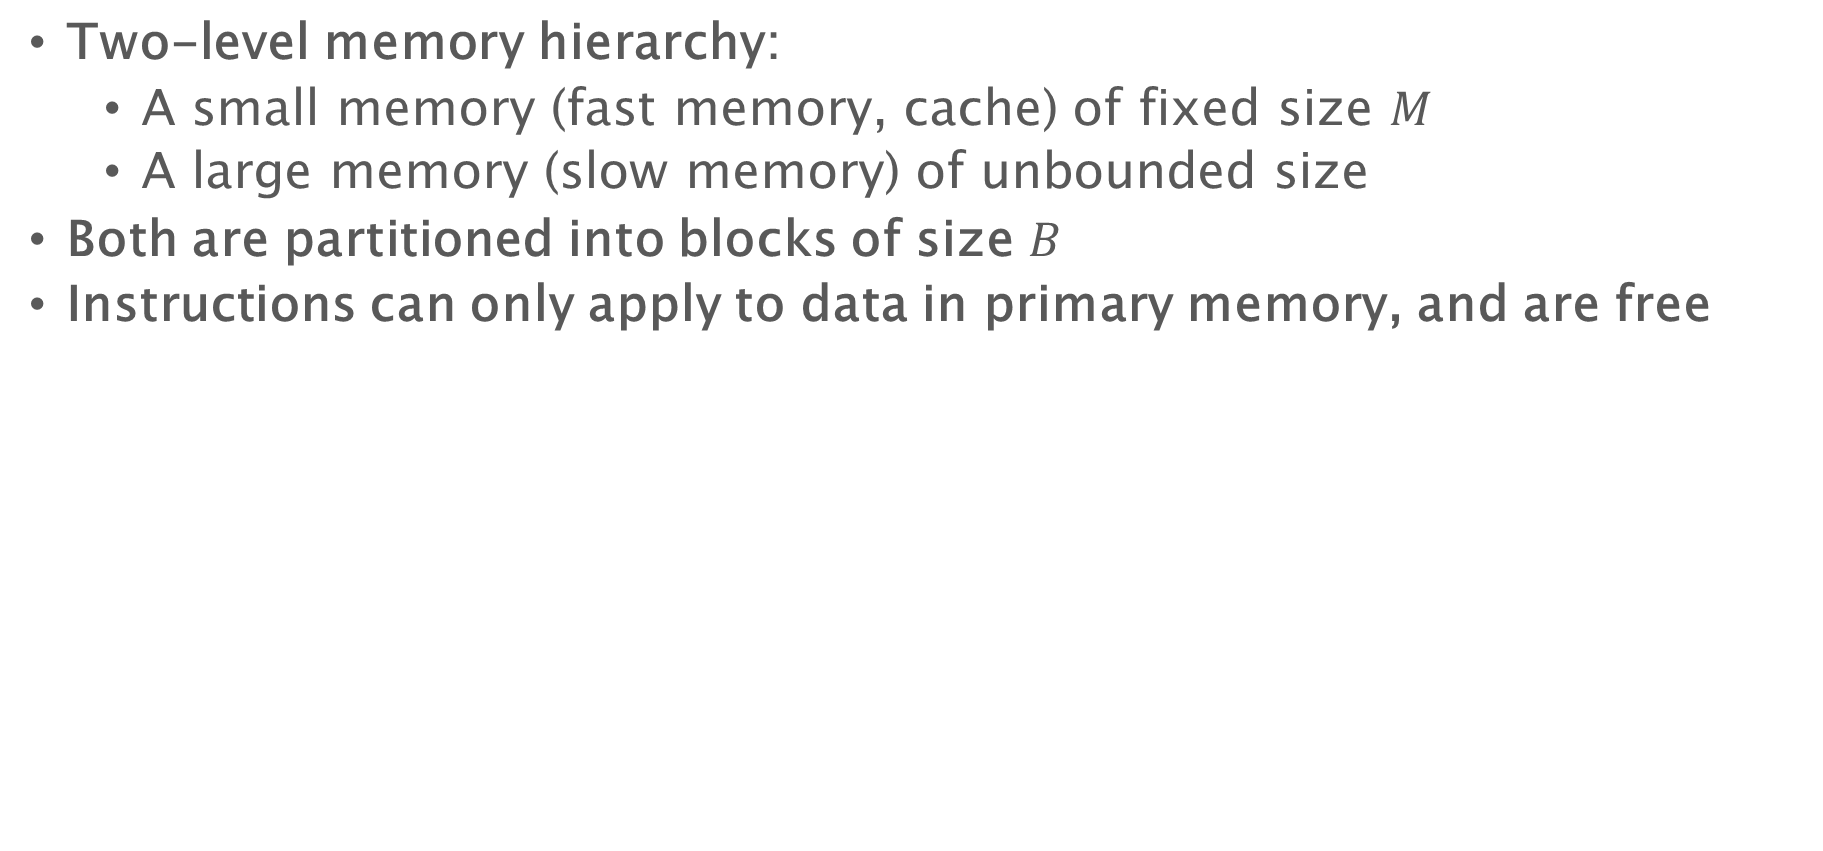 • Two-level memory hierarchy:
• A small memory (fast memory, cache) of fixed size M
• A large memory (slow memory) of unbounded size
• Both are partitioned into blocks of size B
• Instructions can only apply to data in primary memory, and are free